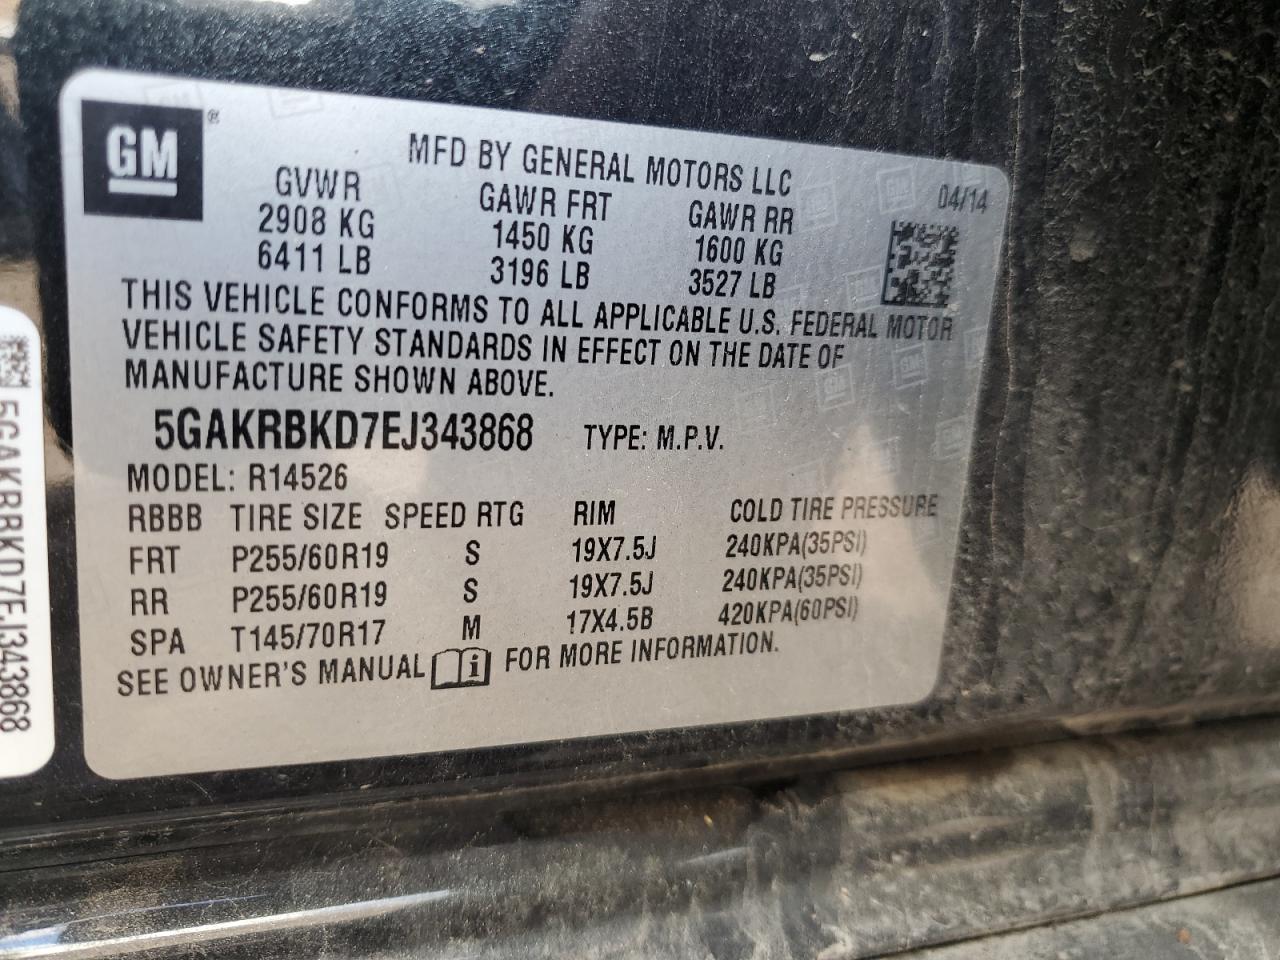 GM ®
MFD BY GENERAL MOTORS LLC
04/14
GVWR GAWR FRT GAWR RR
2908 KG 1450 KG 1600 KG
6411 LB 3196 LB 3527 LB
THIS VEHICLE CONFORMS TO ALL APPLICABLE U.S. FEDERAL MOTOR
VEHICLE SAFETY STANDARDS IN EFFECT ON THE DATE OF
MANUFACTURE SHOWN ABOVE.
5GAKRBKD7EJ343868 TYPE: M.P.V.
MODEL: R14526
RBBB TIRE SIZE SPEED RTG RIM COLD TIRE PRESSURE
FRT P255/60R19 S 19X7.5J 240KPA(35PSI)
RR P255/60R19 S 19X7.5J 240KPA(35PSI)
SPA T145/70R17 M 17X4.5B 420KPA(60PSI)
SEE OWNER'S MANUAL i FOR MORE INFORMATION.
5GAKRBKD7EJ343868